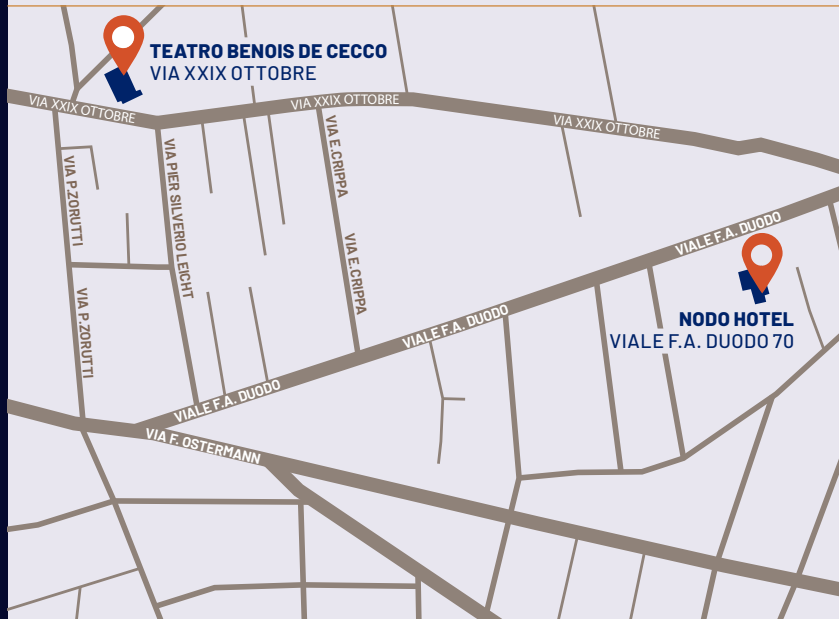 TEATRO BENOIS DE CECCO
VIA XXIX OTTOBRE
VIA XXIX OTTOBRE
VIA XXIX OTTOBRE
VIA XXIX OTTOBRE
VIA P.ZORUTTI
VIA PIER SILVERIO LEICHT
VIA E.CRIPPA
VIA E.CRIPPA
VIA P.ZORUTTI
VIALE F.A. DUODO
VIALE F.A. DUODO
VIALE F.A. DUODO
NODO HOTEL
VIALE F.A. DUODO 70
VIA F. OSTERMANN